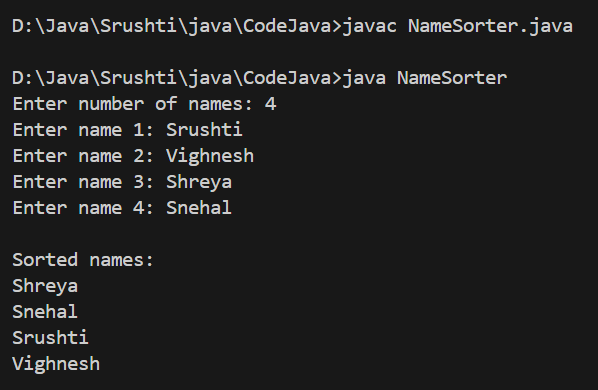 D:\Java\Srushti\java\CodeJava>javac NameSorter.java
D:\Java\Srushti\java\CodeJava>java NameSorter
Enter number of names: 4
Enter name 1: Srushti
Enter name 2: Vighnesh
Enter name 3: Shreya
Enter name 4: Snehal
Sorted names:
Shreya
Snehal
Srushti
Vighnesh